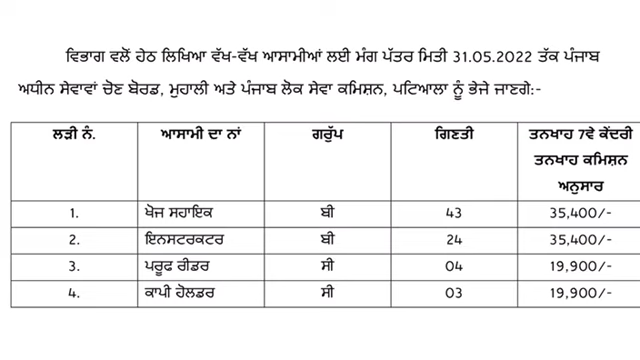 ਵਿਭਾਗ ਵਲੋਂ ਹੇਠ ਲਿਖਿਆ ਵੱਖ-ਵੱਖ ਆਸਾਮੀਆਂ ਲਈ ਮੰਗ ਪੱਤਰ ਮਿਤੀ 31.05.2022 ਤੱਕ ਪੰਜਾਬ
ਅਧੀਨ ਸੇਵਾਵਾਂ ਚੋਣ ਬੋਰਡ, ਮੁਹਾਲੀ ਅਤੇ ਪੰਜਾਬ ਲੋਕ ਸੇਵਾ ਕਮਿਸ਼ਨ, ਪਟਿਆਲਾ ਨੂੰ ਭੇਜੇ ਜਾਣਗੇ:-
ਲੜੀ ਨੰ. ਆਸਾਮੀ ਦਾ ਨਾਂ ਗਰੁੱਪ ਗਿਣਤੀ ਤਨਖਾਹ 7ਵੇ ਕੇਂਦਰੀ
ਤਨਖਾਹ ਕਮਿਸ਼ਨ
ਅਨੁਸਾਰ
1. ਖੋਜ ਸਹਾਇਕ ਬੀ 43 35,400/-
2. ਇਨਸਟਰਕਟਰ ਬੀ 24 35,400/-
3. ਪਰੂਫ ਰੀਡਰ ਸੀ 04 19,900/-
4. ਕਾਪੀ ਹੋਲਡਰ ਸੀ 03 19,900/-